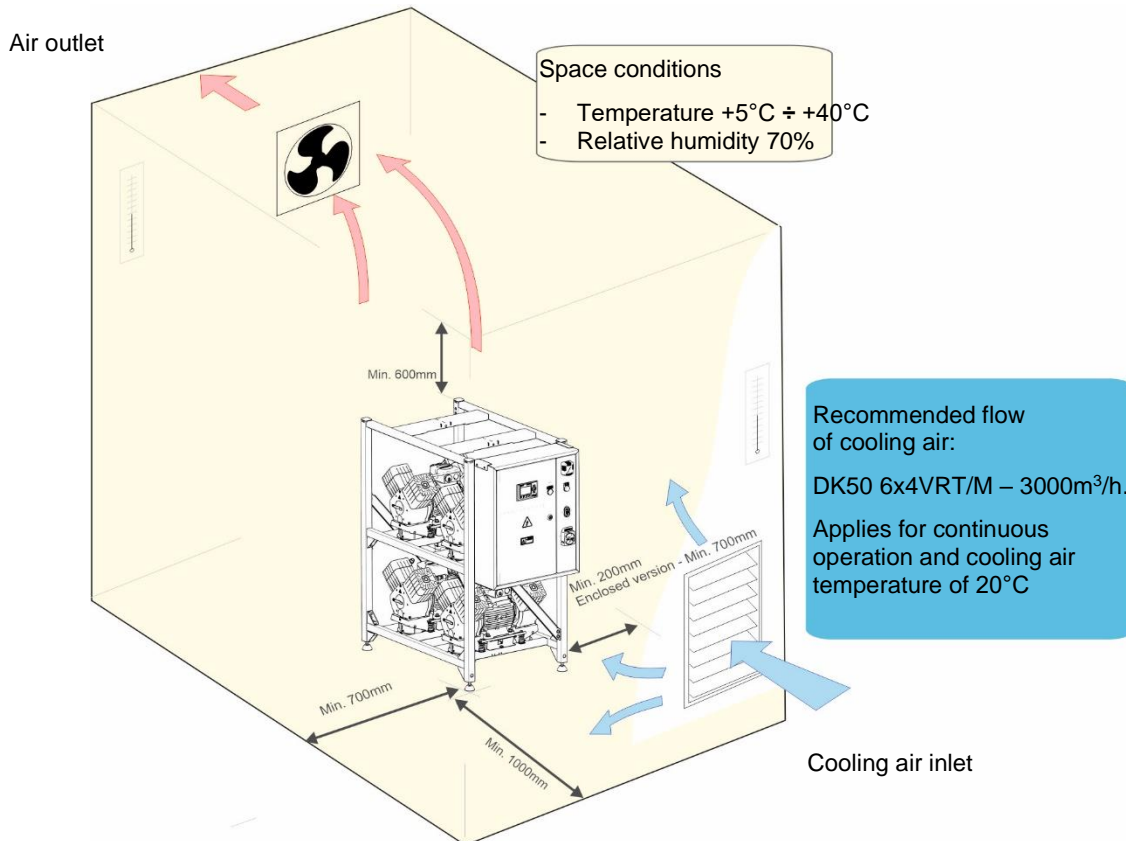 Air outlet
Space conditions
- Temperature +5°C ÷ +40°C
- Relative humidity 70%
Min. 600mm
Recommended flow
of cooling air:
DK50 6x4VRT/M – 3000m³/h.
Applies for continuous
operation and cooling air
temperature of 20°C
Min. 200mm
Enclosed version - Min. 700mm
Min. 700mm
Min. 1000mm
Cooling air inlet